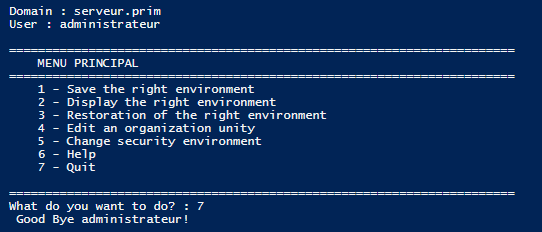 Domain : serveur.prim
User : administrateur
======================================================================
MENU PRINCIPAL
======================================================================
1 - Save the right environment
2 - Display the right environment
3 - Restoration of the right environment
4 - Edit an organization unity
5 - Change security environment
6 - Help
7 - Quit
======================================================================
What do you want to do? : 7
Good Bye administrateur!